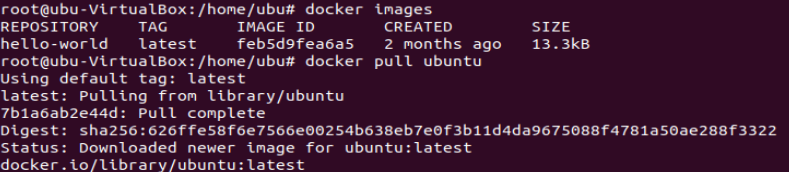 root@ubu-VirtualBox:/home/ubu# docker images
REPOSITORY   TAG       IMAGE ID       CREATED        SIZE
hello-world   latest    feb5d9fea6a5   2 months ago   13.3kB
root@ubu-VirtualBox:/home/ubu# docker pull ubuntu
Using default tag: latest
latest: Pulling from library/ubuntu
7b1a6ab2e44d: Pull complete
Digest: sha256:626ffe58f6e7566e00254b638eb7e0f3b11d4da9675088f4781a50ae288f3322
Status: Downloaded newer image for ubuntu:latest
docker.io/library/ubuntu:latest